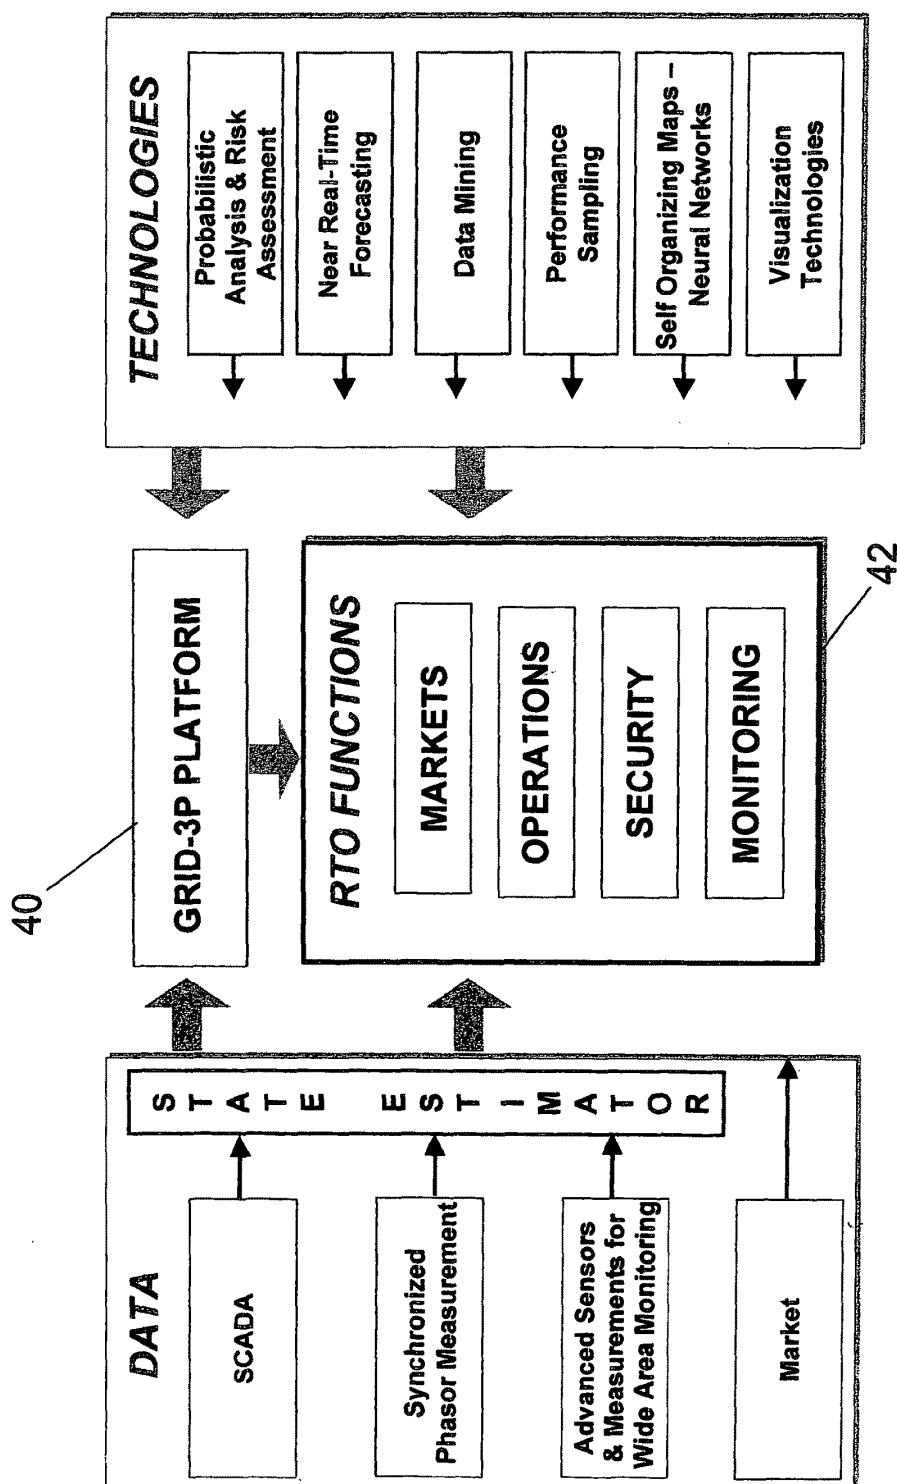 DATA
SCADA
Synchronized
Phasor Measurement
Advanced Sensors
& Measurements for
Wide Area Monitoring
Market
STATE ESTIMATOR
40
GRID-3P PLATFORM
RTO FUNCTIONS
MARKETS
OPERATIONS
SECURITY
MONITORING
42
TECHNOLOGIES
Probabilistic
Analysis & Risk
Assessment
Near Real-Time
Forecasting
Data Mining
Performance
Sampling
Self Organizing Maps –
Neural Networks
Visualization
Technologies